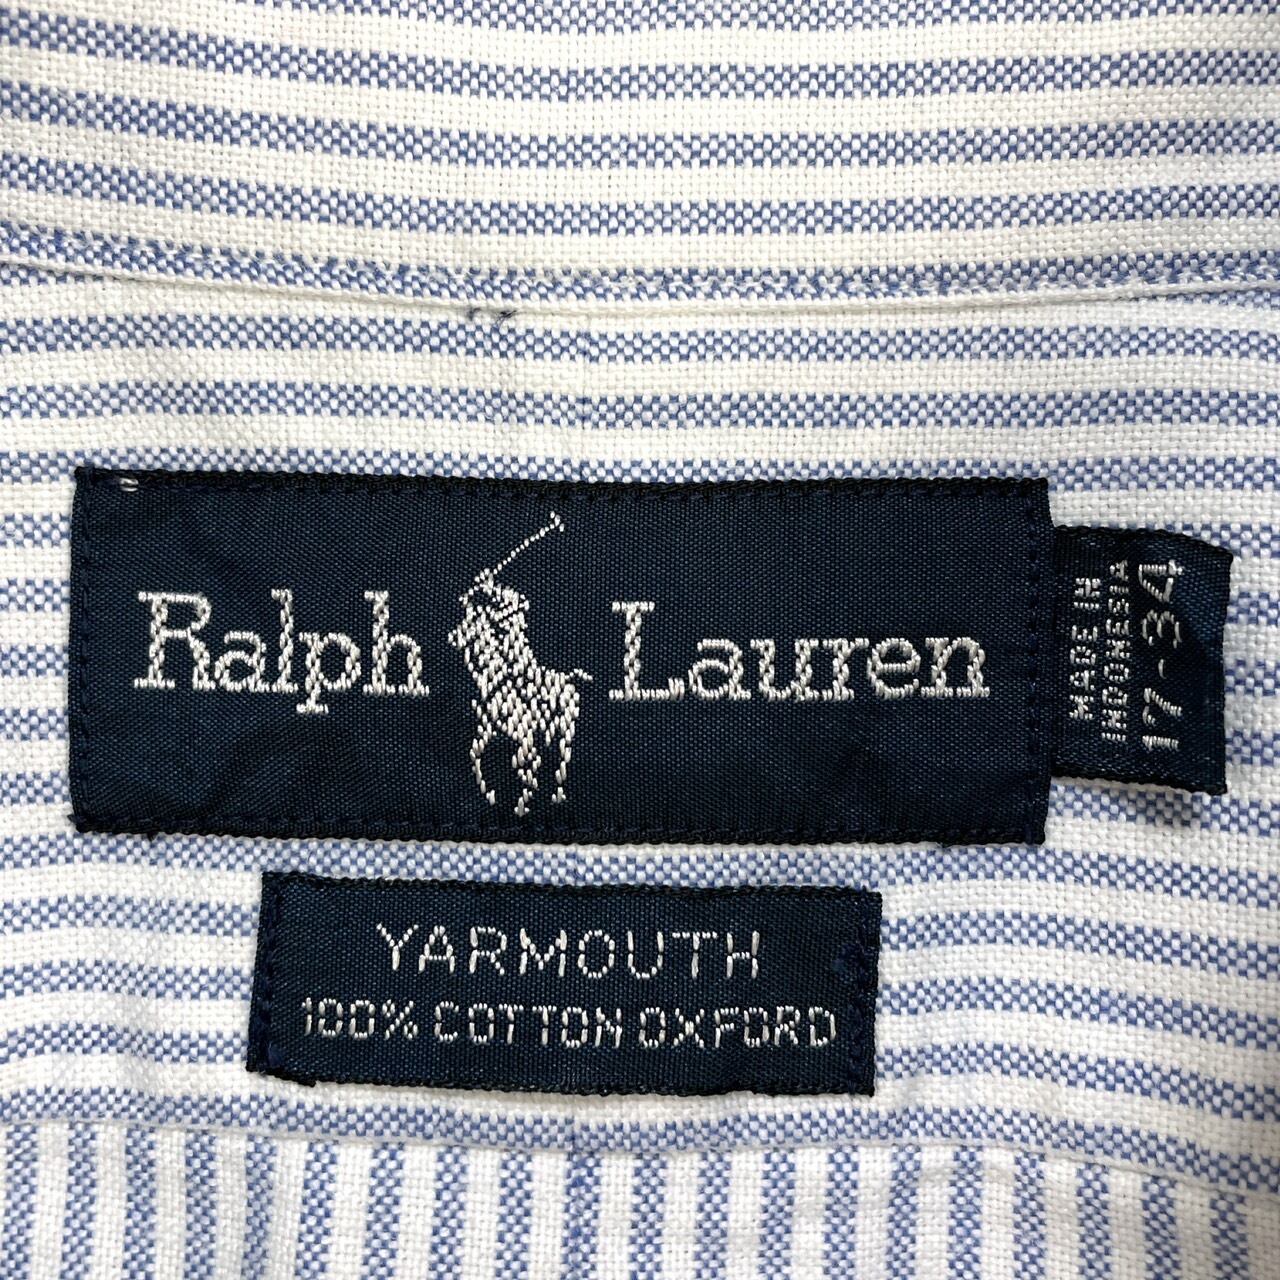 Ralph Lauren
MADE IN
INDONESIA
17-34
YARMOUTH
100% COTTON OXFORD